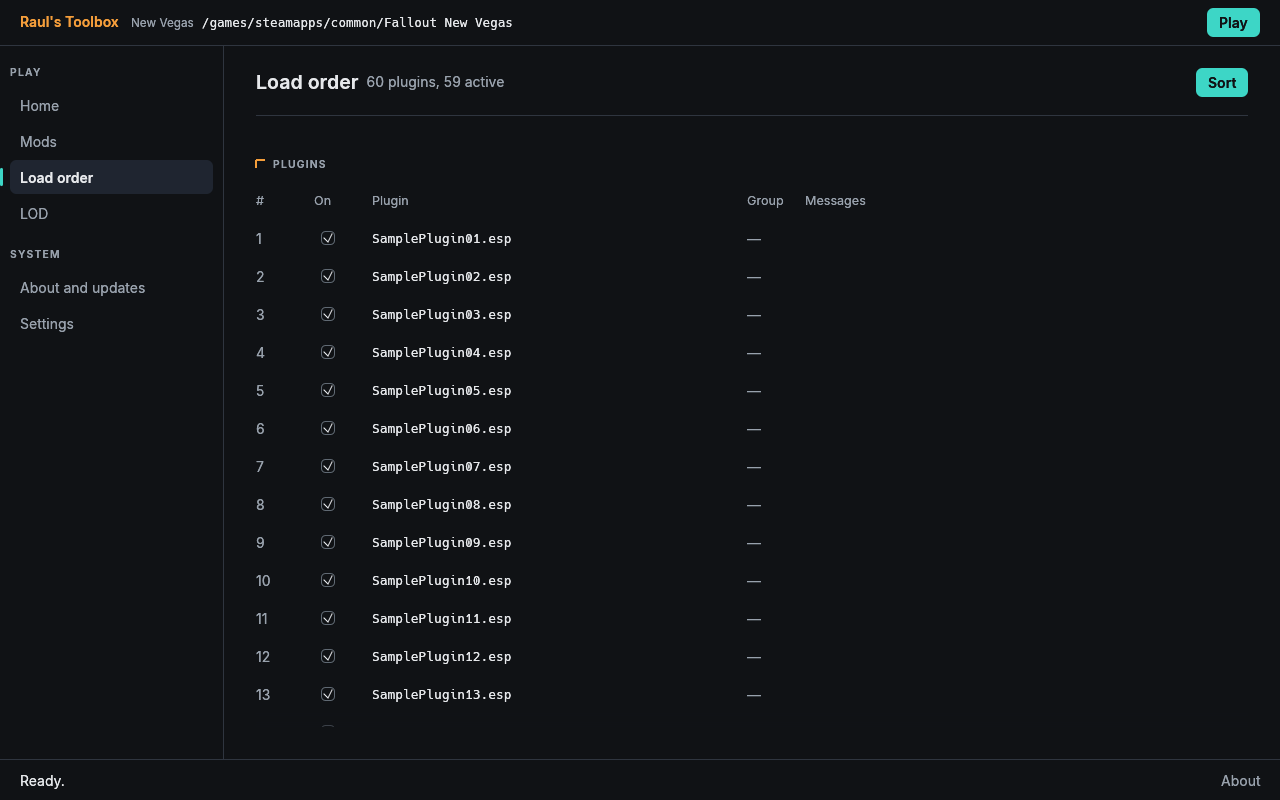 Raul's Toolbox New Vegas /games/steamapps/common/Fallout New Vegas Play
PLAY
Home
Mods
Load order
LOD
SYSTEM
About and updates
Settings
Load order 60 plugins, 59 active Sort
PLUGINS
# On Plugin Group Messages
1 SamplePlugin01.esp —
2 SamplePlugin02.esp —
3 SamplePlugin03.esp —
4 SamplePlugin04.esp —
5 SamplePlugin05.esp —
6 SamplePlugin06.esp —
7 SamplePlugin07.esp —
8 SamplePlugin08.esp —
9 SamplePlugin09.esp —
10 SamplePlugin10.esp —
11 SamplePlugin11.esp —
12 SamplePlugin12.esp —
13 SamplePlugin13.esp —
Ready. About